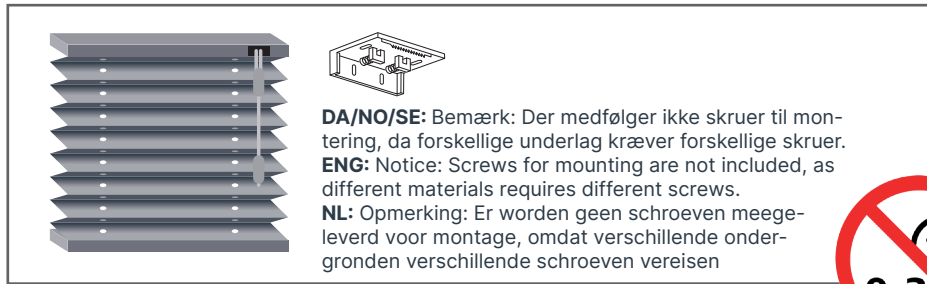 DA/NO/SE: Bemærk: Der medfølger ikke skruer til mon-
tering, da forskellige underlag kræver forskellige skruer.
ENG: Notice: Screws for mounting are not included, as
different materials requires different screws.
NL: Opmerking: Er worden geen schroeven meege-
leverd voor montage, omdat verschillende onder-
gronden verschillende schroeven vereisen